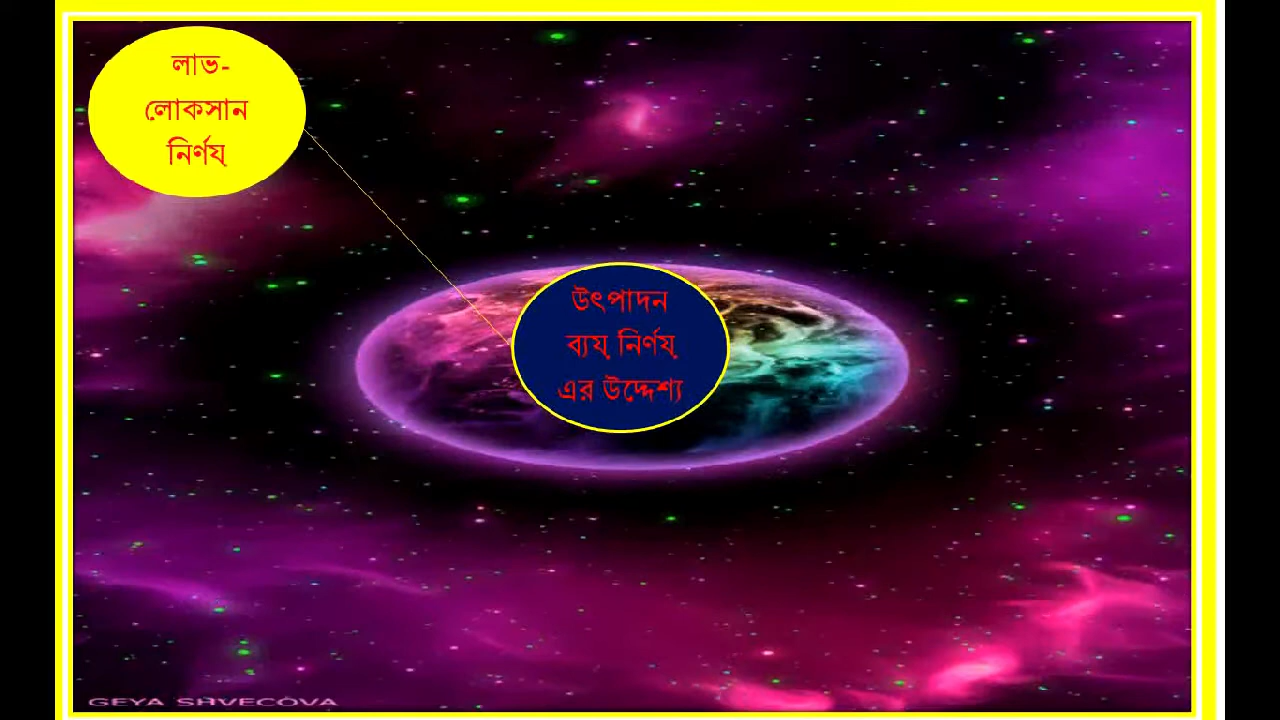 লাভ-
লোকসান
নির্ণয়
উৎপাদন
ব্যয় নির্ণয়
এর উদ্দেশ্য
GEYA SHVECOVA